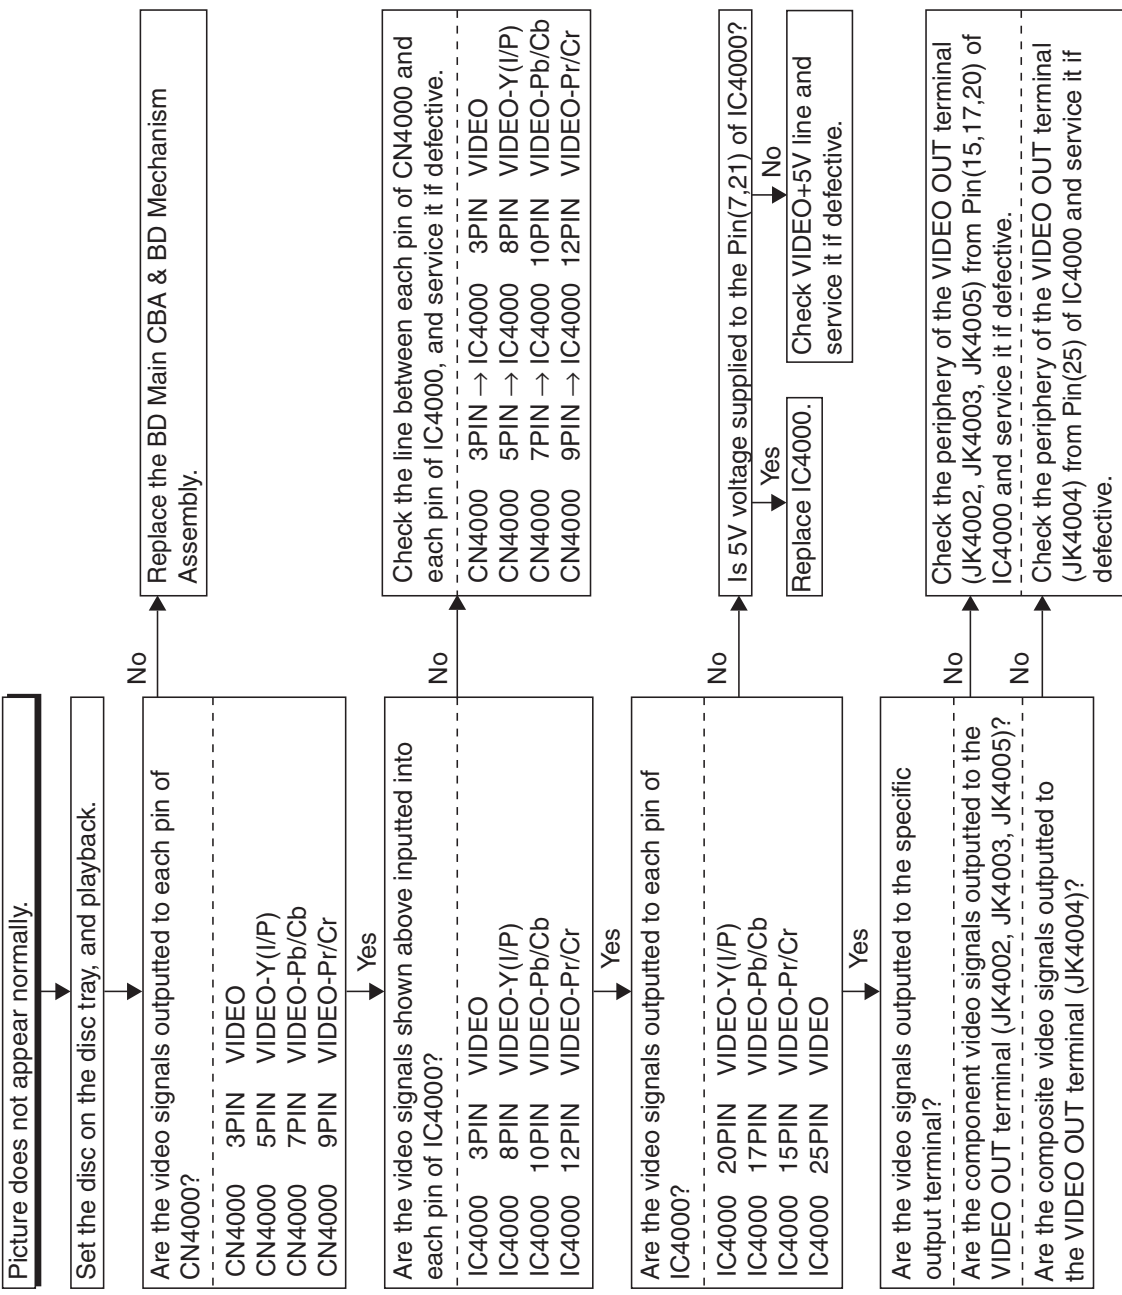 Picture does not appear normally.
Set the disc on the disc tray, and playback.
Are the video signals outputted to each pin of
CN4000?
CN4000 3PIN VIDEO
CN4000 5PIN VIDEO-Y(I/P)
CN4000 7PIN VIDEO-Pb/Cb
CN4000 9PIN VIDEO-Pr/Cr
No
Replace the BD Main CBA & BD Mechanism
Assembly.
Yes
Are the video signals shown above inputted into
each pin of IC4000?
IC4000 3PIN VIDEO
IC4000 8PIN VIDEO-Y(I/P)
IC4000 10PIN VIDEO-Pb/Cb
IC4000 12PIN VIDEO-Pr/Cr
No
Check the line between each pin of CN4000 and
each pin of IC4000, and service it if defective.
CN4000 3PIN → IC4000 3PIN VIDEO
CN4000 5PIN → IC4000 8PIN VIDEO-Y(I/P)
CN4000 7PIN → IC4000 10PIN VIDEO-Pb/Cb
CN4000 9PIN → IC4000 12PIN VIDEO-Pr/Cr
Yes
Are the video signals outputted to each pin of
IC4000?
IC4000 20PIN VIDEO-Y(I/P)
IC4000 17PIN VIDEO-Pb/Cb
IC4000 15PIN VIDEO-Pr/Cr
IC4000 25PIN VIDEO
No
Is 5V voltage supplied to the Pin(7,21) of IC4000?
Yes
Replace IC4000.
No
Check VIDEO+5V line and
service it if defective.
Yes
Are the video signals outputted to the specific
output terminal?
Are the component video signals outputted to the
VIDEO OUT terminal (JK4002, JK4003, JK4005)?
No
Check the periphery of the VIDEO OUT terminal
(JK4002, JK4003, JK4005) from Pin(15,17,20) of
IC4000 and service it if defective.
Are the composite video signals outputted to
the VIDEO OUT terminal (JK4004)?
No
Check the periphery of the VIDEO OUT terminal
(JK4004) from Pin(25) of IC4000 and service it if
defective.